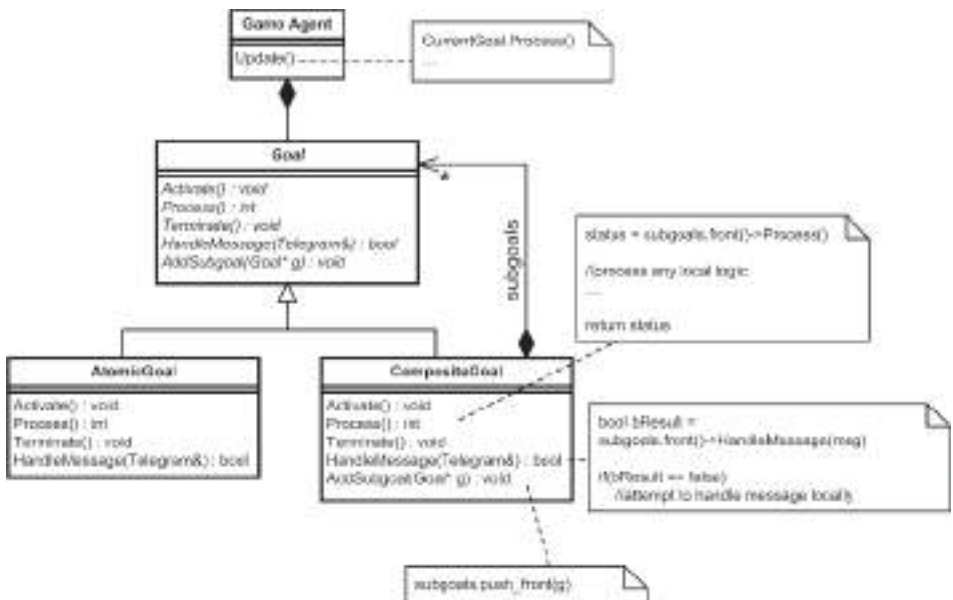 Game Agent
Update()
CurrentGoal.Process()
....
Goal
Activate() : void
Process() : int
Terminate() : void
HandleMessage(Telegram&) : bool
AddSubgoal(Goal* g) : void
*
subgoals
status = subgoals.front()->Process()
//process any local logic
....
return status
AtomicGoal
Activate() : void
Process() : int
Terminate() : void
HandleMessage(Telegram&) : bool
CompositeGoal
Activate() : void
Process() : int
Terminate() : void
HandleMessage(Telegram&) : bool
AddSubgoal(Goal* g) : void
bool bResult =
subgoals.front()->HandleMessage(msg)
if(bResult == false)
//attempt to handle message locally
subgoals.push_front(g)